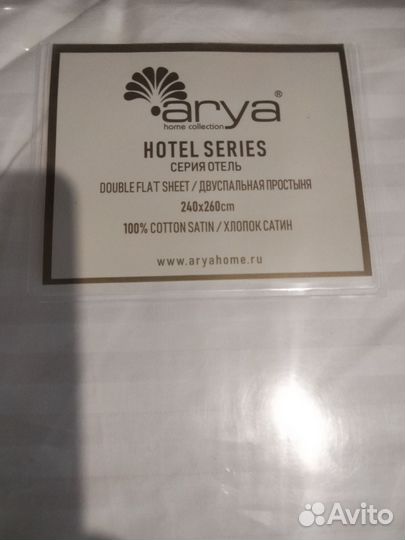 arya®
home collection
HOTEL SERIES
СЕРИЯ ОТЕЛЬ
DOUBLE FLAT SHEET / ДВУСПАЛЬНАЯ ПРОСТЫНЯ
240x260cm
100% COTTON SATIN / ХЛОПОК САТИН
www.aryahome.ru
Avito